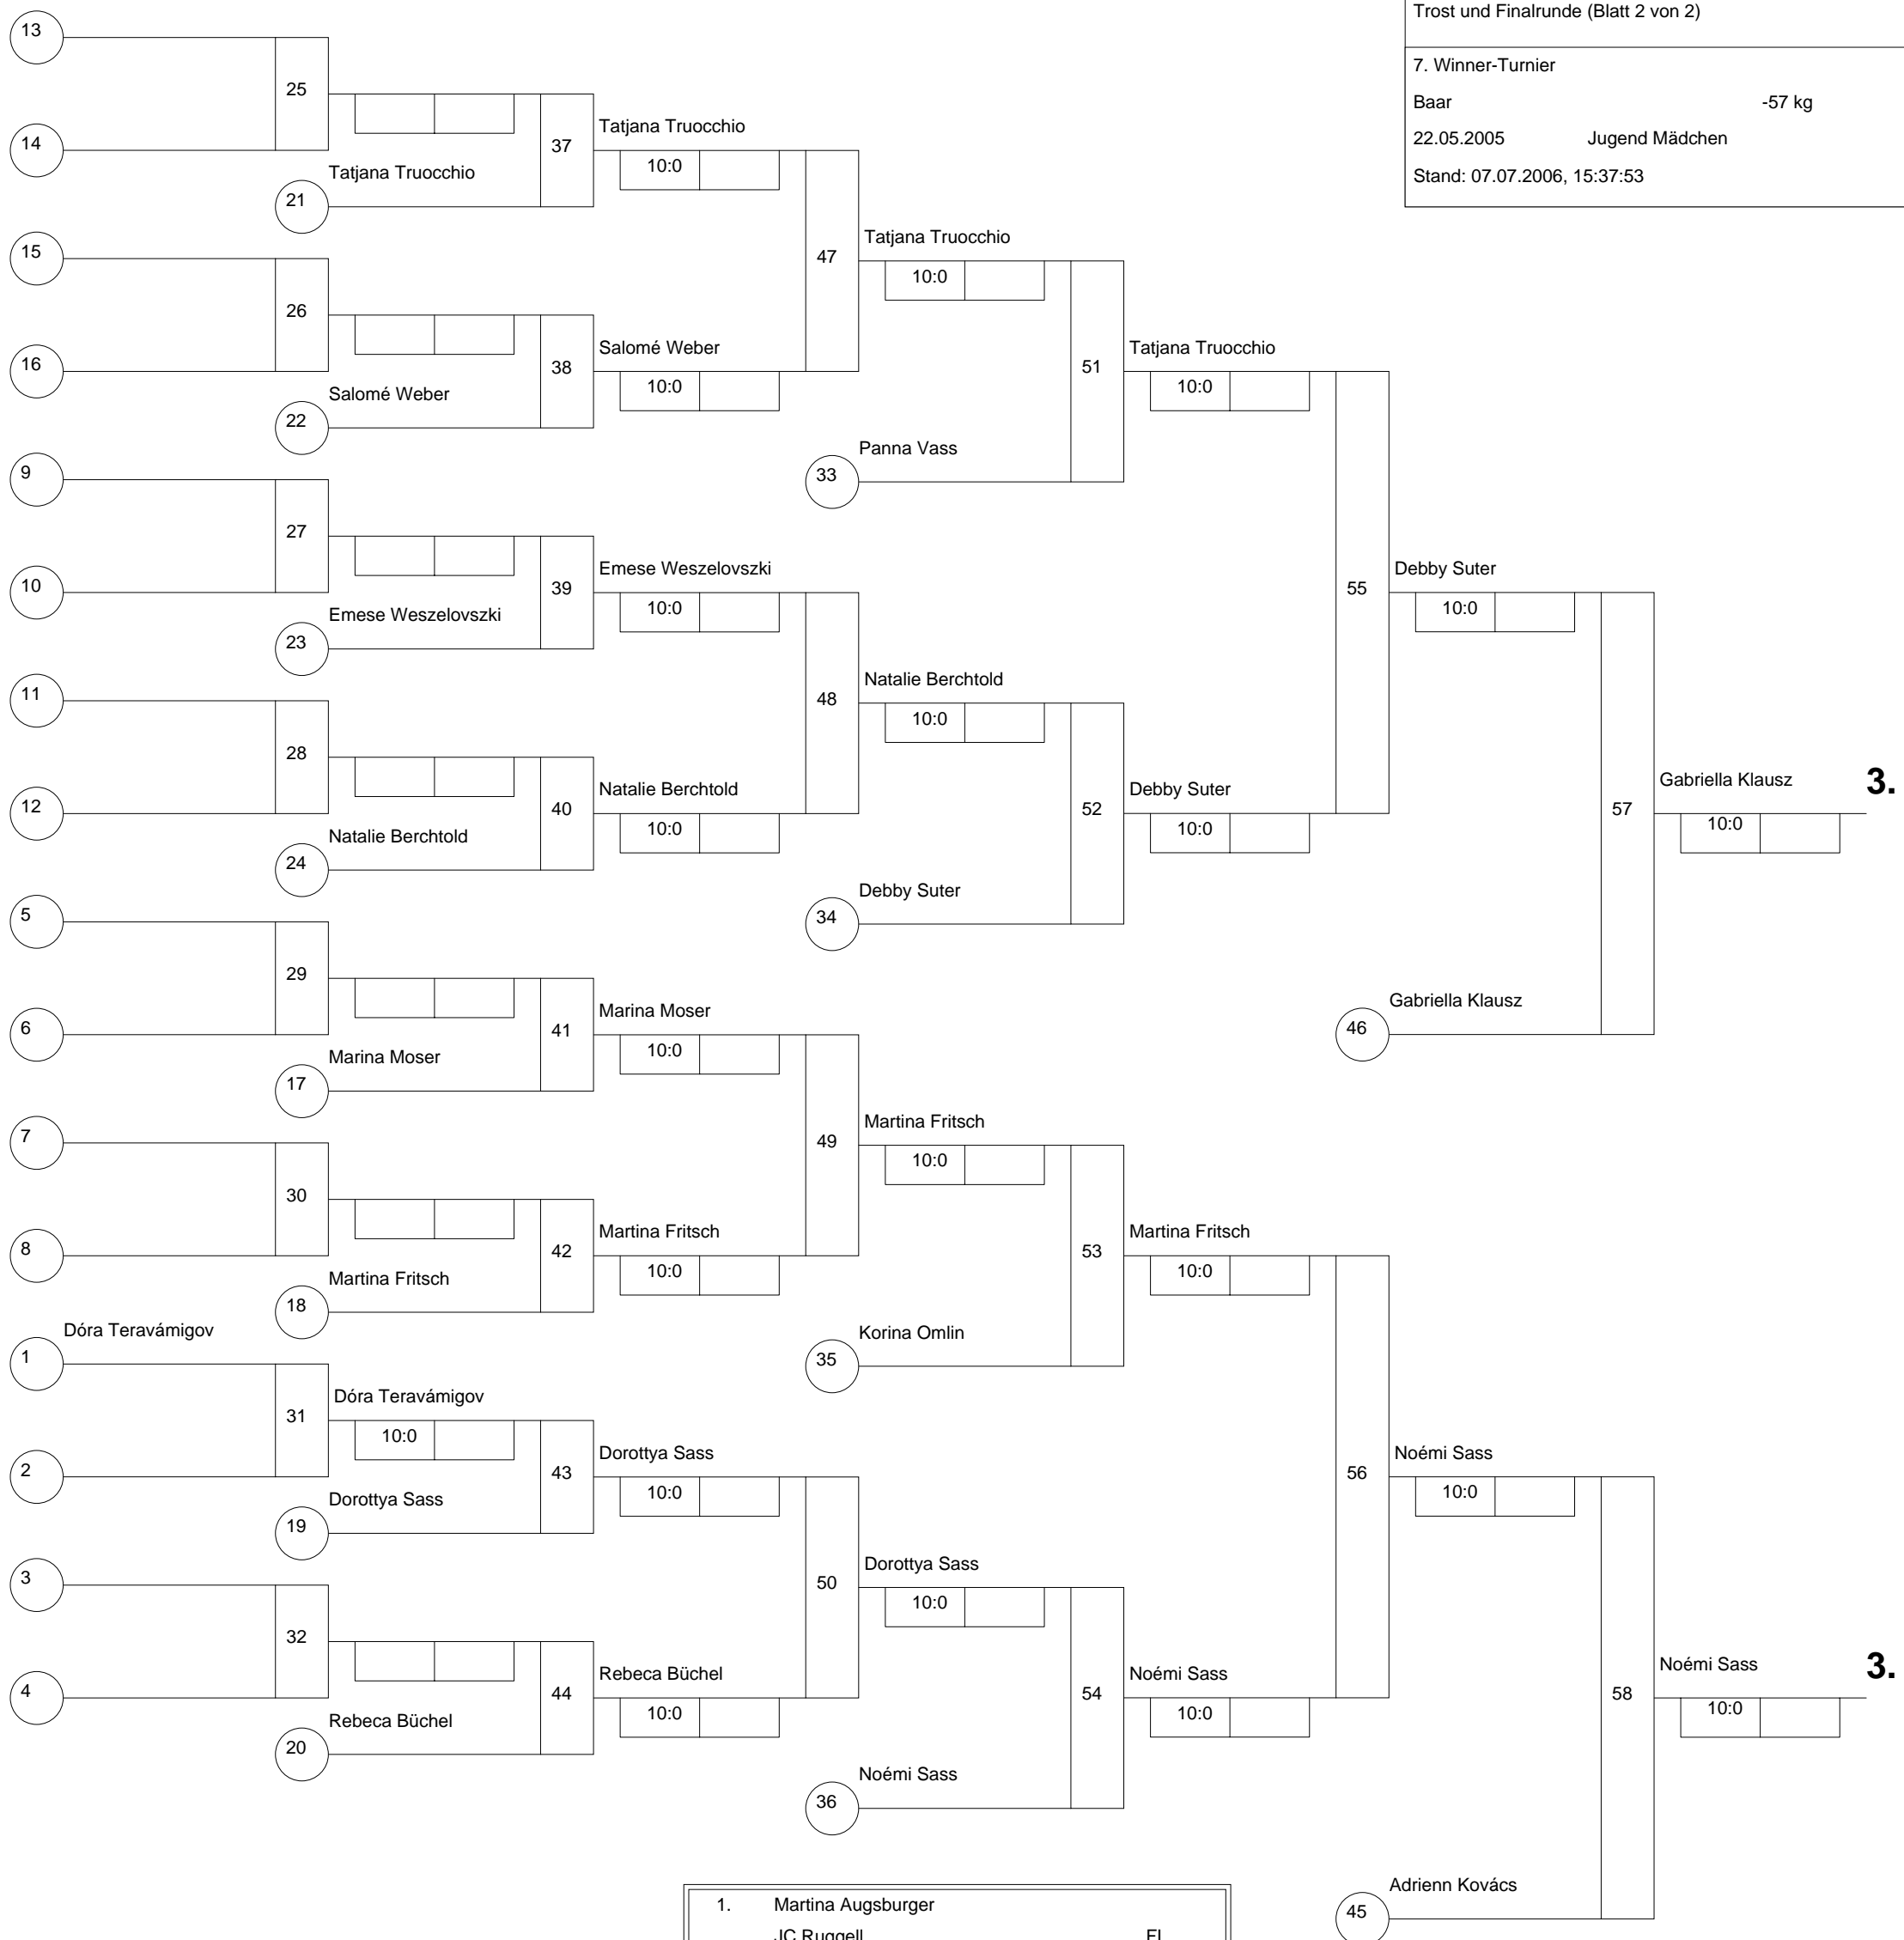 Trost und Finalrunde (Blatt 2 von 2)
7. Winner-Turnier
Baar -57 kg
22.05.2005 Jugend Mädchen
Stand: 07.07.2006, 15:37:53
13
25
14
37
Tatjana Truocchio
10:0
Tatjana Truocchio
21
47
Tatjana Truocchio
10:0
15
26
16
38
Salomé Weber
10:0
Salomé Weber
22
51
Tatjana Truocchio
10:0
Panna Vass
33
9
27
10
39
Emese Weszelovszki
10:0
Emese Weszelovszki
23
55
Debby Suter
10:0
48
Natalie Berchtold
10:0
11
28
12
40
Natalie Berchtold
10:0
Natalie Berchtold
24
52
Debby Suter
10:0
Debby Suter
34
57
Gabriella Klausz 3.
10:0
Gabriella Klausz
46
5
29
6
41
Marina Moser
10:0
Marina Moser
17
49
Martina Fritsch
10:0
7
30
8
42
Martina Fritsch
10:0
Martina Fritsch
18
53
Martina Fritsch
10:0
Korina Omlin
35
Dóra Teravámigov
1
31
2
Dóra Teravámigov
10:0
43
Dorottya Sass
10:0
Dorottya Sass
19
56
Noémi Sass
10:0
50
Dorottya Sass
10:0
3
32
4
44
Rebeca Büchel
10:0
Rebeca Büchel
20
54
Noémi Sass
10:0
Noémi Sass
36
58
Noémi Sass 3.
10:0
Adrienn Kovács
45
1. Martina Augsburger
JC Ruggell FL